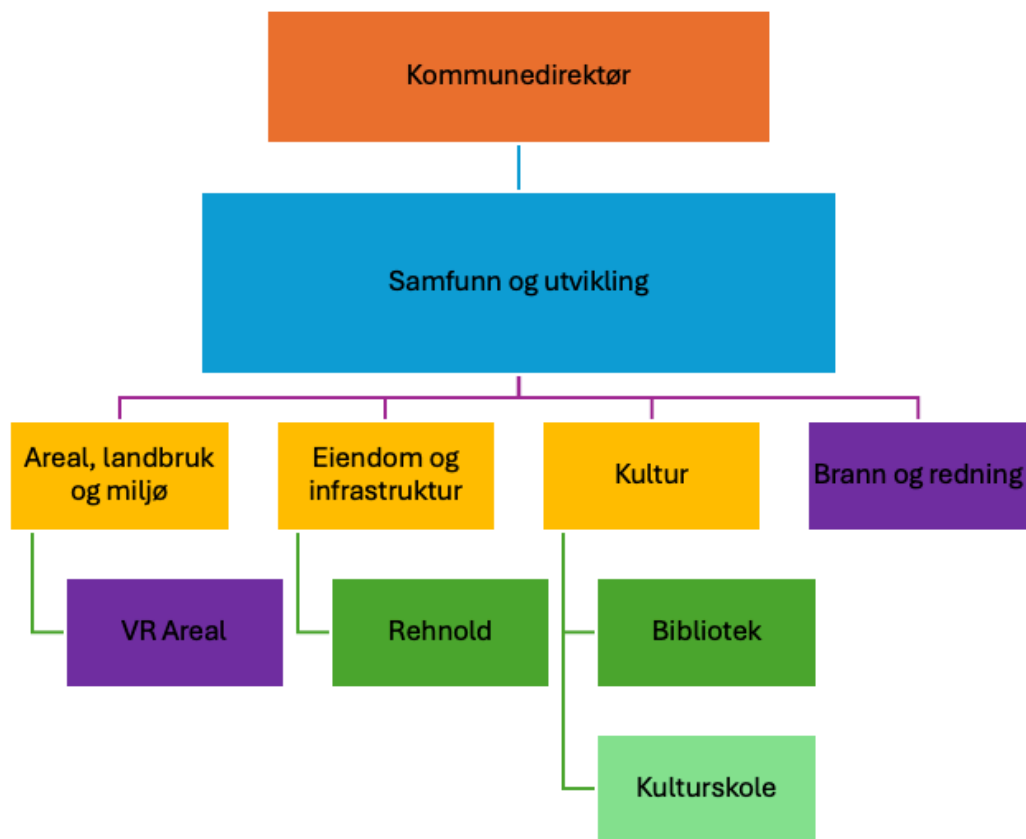 Kommunedirektør
Samfunn og utvikling
Areal, landbruk
og miljø
Eiendom og
infrastruktur
Kultur
Brann og redning
VR Areal
Rehnold
Bibliotek
Kulturskole